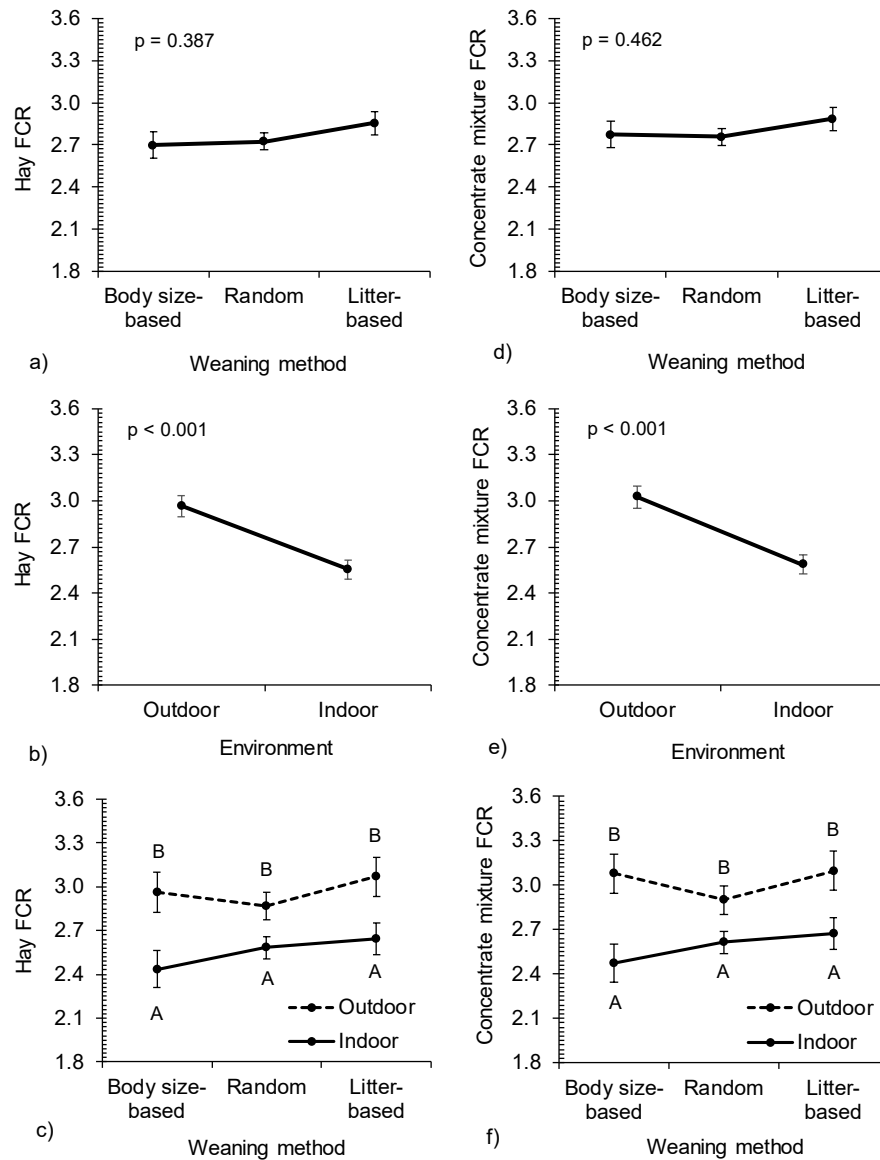 3.6
3.3
3.0
2.7
2.4
2.1
1.8
Hay FCR
p = 0.387
Body size-
based
Random
Litter-
based
Weaning method
a)
3.6
3.3
3.0
2.7
2.4
2.1
1.8
Concentrate mixture FCR
p = 0.462
Body size-
based
Random
Litter-
based
Weaning method
d)
3.6
3.3
3.0
2.7
2.4
2.1
1.8
Hay FCR
p < 0.001
Outdoor
Indoor
Environment
b)
3.6
3.3
3.0
2.7
2.4
2.1
1.8
Concentrate mixture FCR
p < 0.001
Outdoor
Indoor
Environment
e)
3.6
3.3
3.0
2.7
2.4
2.1
1.8
Hay FCR
B
B
B
A
A
A
Outdoor
Indoor
Body size-
based
Random
Litter-
based
Weaning method
c)
3.6
3.3
3.0
2.7
2.4
2.1
1.8
Concentrate mixture FCR
B
B
B
A
A
A
Outdoor
Indoor
Body size-
based
Random
Litter-
based
Weaning method
f)